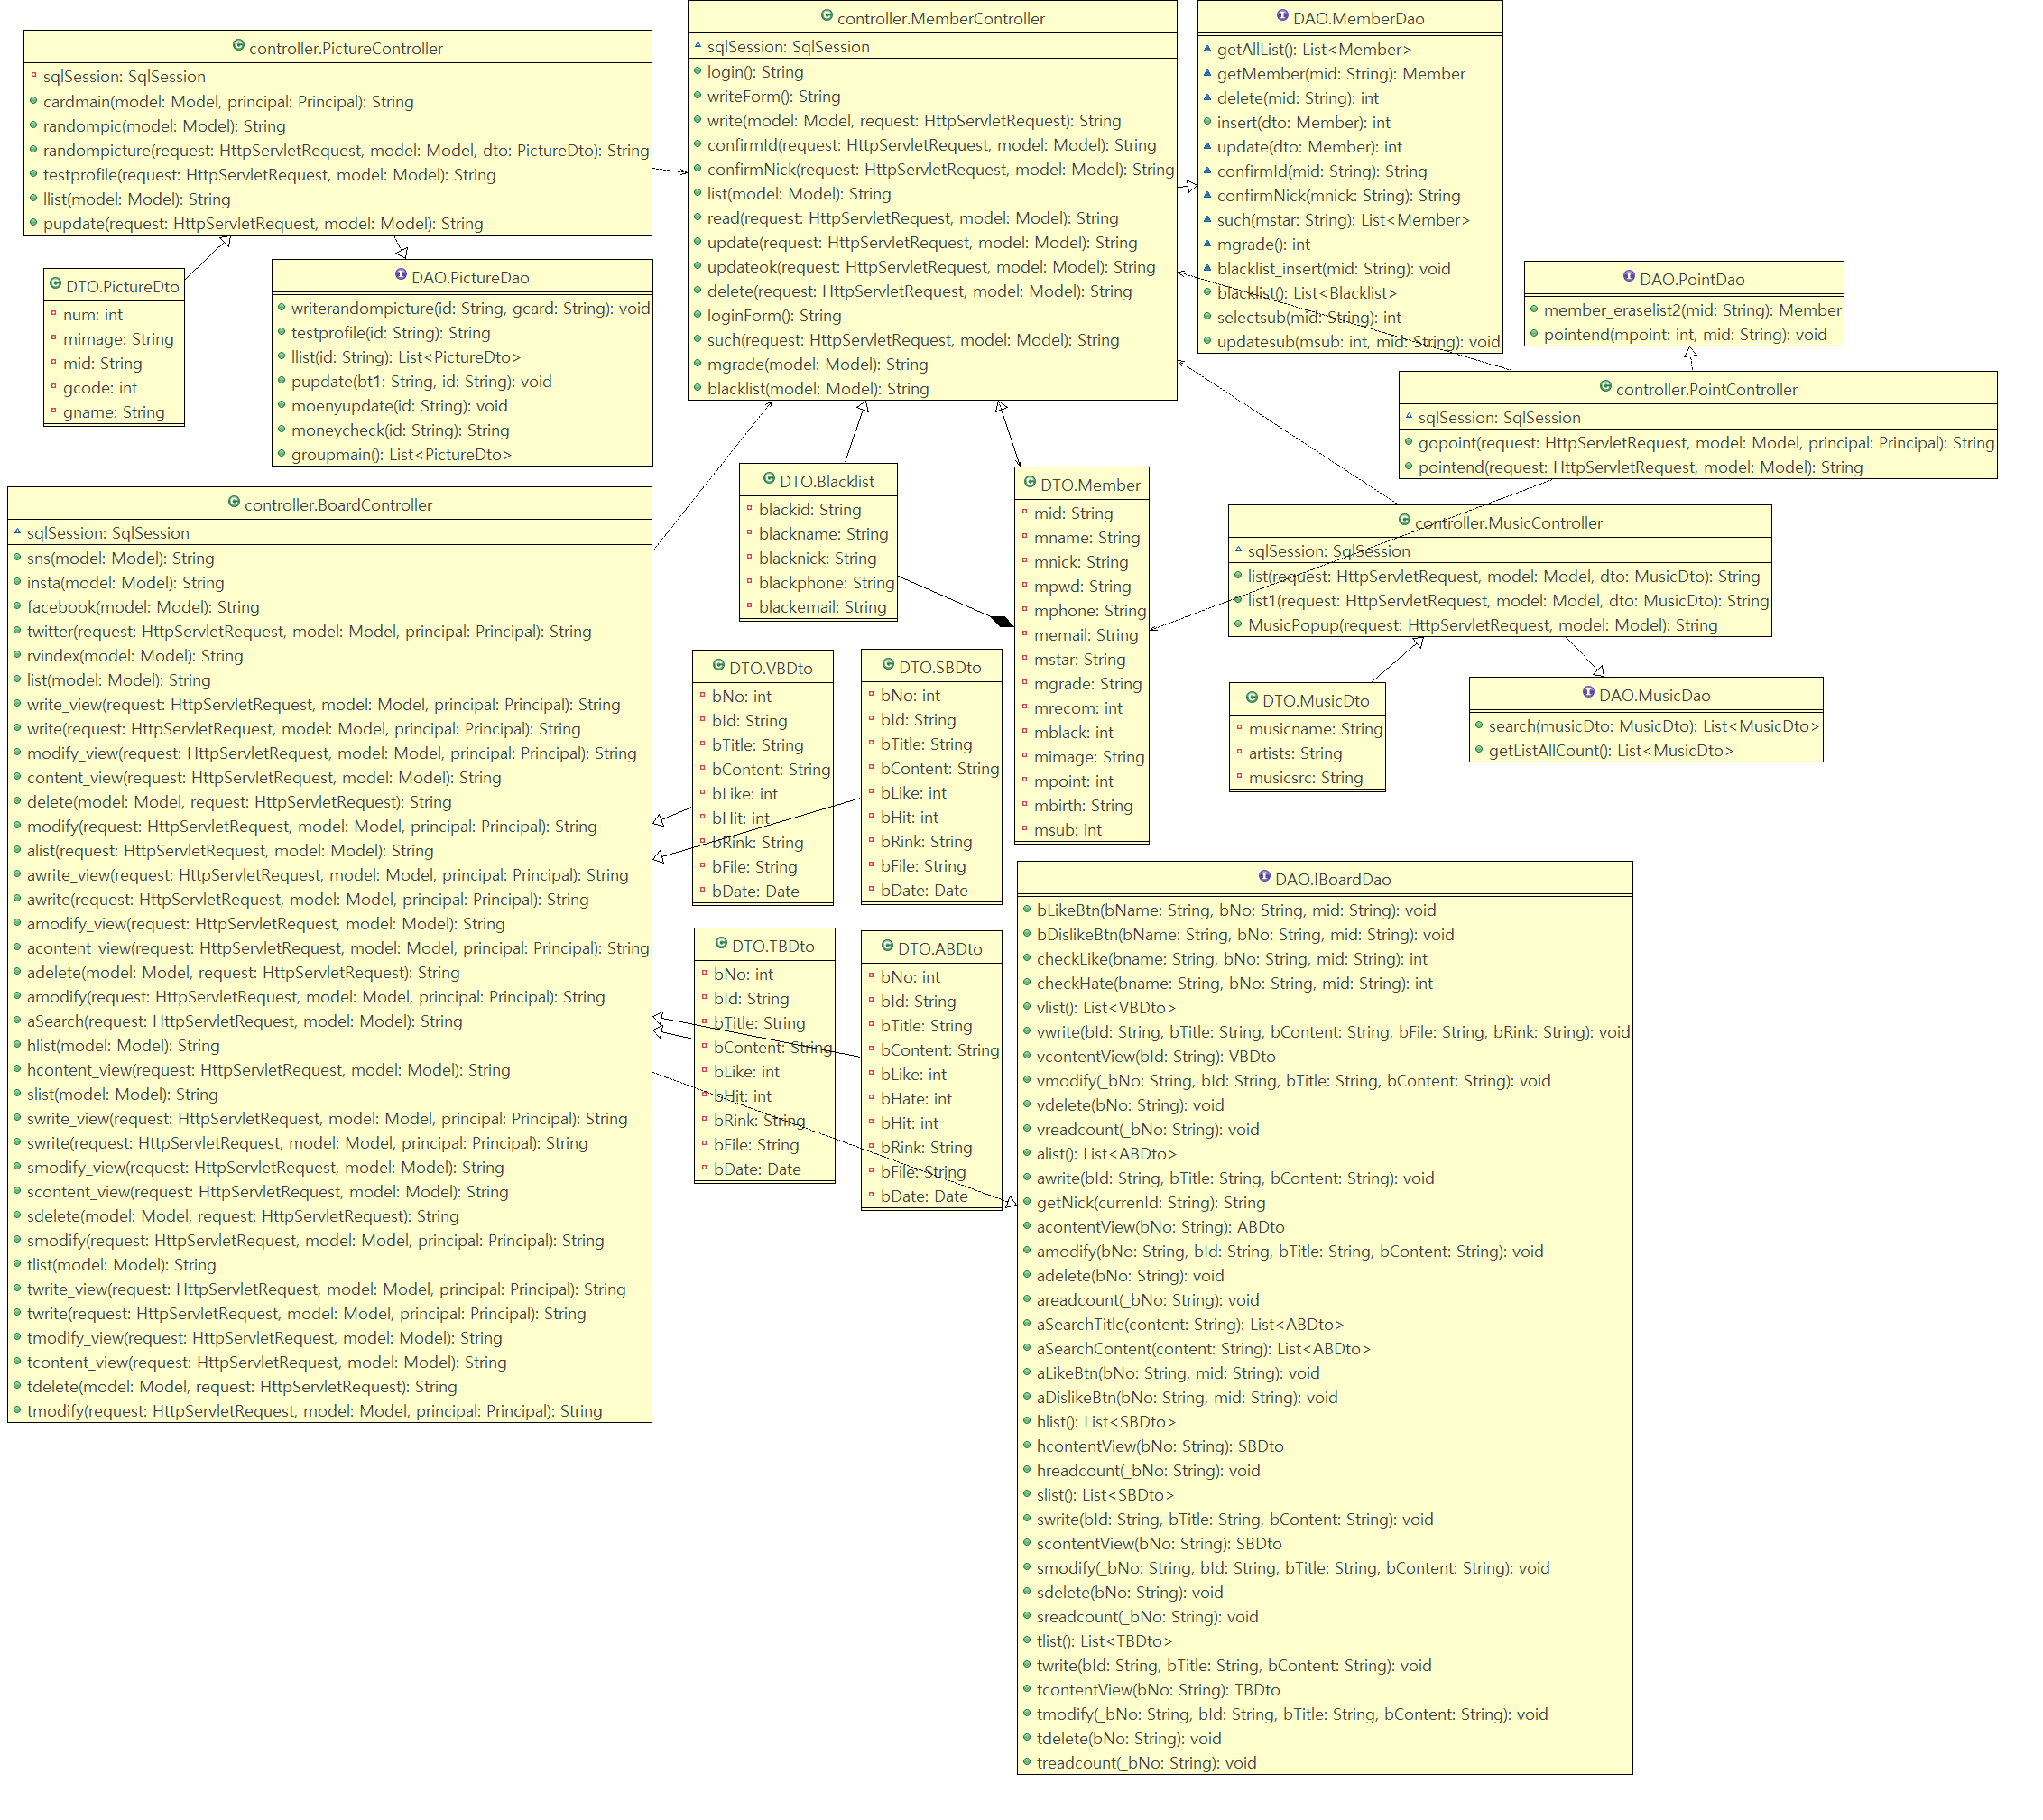 controller.PictureController
sqlSession: SqlSession
cardmain(model: Model, principal: Principal): String
randompic(model: Model): String
randompicture(request: HttpServletRequest, model: Model, dto: PictureDto): String
testprofile(request: HttpServletRequest, model: Model): String
llist(model: Model): String
pupdate(request: HttpServletRequest, model: Model): String
controller.MemberController
sqlSession: SqlSession
login(): String
writeForm(): String
write(model: Model, request: HttpServletRequest): String
confirmId(request: HttpServletRequest, model: Model): String
confirmNick(request: HttpServletRequest, model: Model): String
list(model: Model): String
read(request: HttpServletRequest, model: Model): String
update(request: HttpServletRequest, model: Model): String
updateok(request: HttpServletRequest, model: Model): String
delete(request: HttpServletRequest, model: Model): String
loginForm(): String
such(request: HttpServletRequest, model: Model): String
mgrade(model: Model): String
blacklist(model: Model): String
DAO.MemberDao
getAllList(): List<Member>
getMember(mid: String): Member
delete(mid: String): int
insert(dto: Member): int
update(dto: Member): int
confirmId(mid: String): String
confirmNick(mnick: String): String
such(mstar: String): List<Member>
mgrade(): int
blacklist_insert(mid: String): void
blacklist(): List<Blacklist>
selectsub(mid: String): int
updatesub(msub: int, mid: String): void
DTO.PictureDto
num: int
mimage: String
mid: String
gcode: int
gname: String
DAO.PictureDao
writerandompicture(id: String, gcard: String): void
testprofile(id: String): String
llist(id: String): List<PictureDto>
pupdate(bt1: String, id: String): void
moenyupdate(id: String): void
moneycheck(id: String): String
groupmain(): List<PictureDto>
DAO.PointDao
member_eraselist2(mid: String): Member
pointend(mpoint: int, mid: String): void
controller.PointController
sqlSession: SqlSession
gopoint(request: HttpServletRequest, model: Model, principal: Principal): String
pointend(request: HttpServletRequest, model: Model): String
controller.BoardController
sqlSession: SqlSession
sns(model: Model): String
insta(model: Model): String
facebook(model: Model): String
twitter(request: HttpServletRequest, model: Model, principal: Principal): String
rvindex(model: Model): String
list(model: Model): String
write_view(request: HttpServletRequest, model: Model, principal: Principal): String
write(request: HttpServletRequest, model: Model, principal: Principal): String
modify_view(request: HttpServletRequest, model: Model, principal: Principal): String
content_view(request: HttpServletRequest, model: Model): String
delete(model: Model, request: HttpServletRequest): String
modify(request: HttpServletRequest, model: Model, principal: Principal): String
alist(request: HttpServletRequest, model: Model): String
awrite_view(request: HttpServletRequest, model: Model, principal: Principal): String
awrite(request: HttpServletRequest, model: Model, principal: Principal): String
amodify_view(request: HttpServletRequest, model: Model): String
acontent_view(request: HttpServletRequest, model: Model, principal: Principal): String
adelete(model: Model, request: HttpServletRequest): String
amodify(request: HttpServletRequest, model: Model, principal: Principal): String
aSearch(request: HttpServletRequest, model: Model): String
hlist(model: Model): String
hcontent_view(request: HttpServletRequest, model: Model): String
slist(model: Model): String
swrite_view(request: HttpServletRequest, model: Model, principal: Principal): String
swrite(request: HttpServletRequest, model: Model, principal: Principal): String
smodify_view(request: HttpServletRequest, model: Model): String
scontent_view(request: HttpServletRequest, model: Model): String
sdelete(model: Model, request: HttpServletRequest): String
smodify(request: HttpServletRequest, model: Model, principal: Principal): String
tlist(model: Model): String
twrite_view(request: HttpServletRequest, model: Model, principal: Principal): String
twrite(request: HttpServletRequest, model: Model, principal: Principal): String
tmodify_view(request: HttpServletRequest, model: Model): String
tcontent_view(request: HttpServletRequest, model: Model): String
tdelete(model: Model, request: HttpServletRequest): String
tmodify(request: HttpServletRequest, model: Model, principal: Principal): String
DTO.Blacklist
blackid: String
blackname: String
blacknick: String
blackphone: String
blackemail: String
DTO.Member
mid: String
mname: String
mnick: String
mpwd: String
mphone: String
memail: String
mstar: String
mgrade: String
mrecom: int
mblack: int
mimage: String
mpoint: int
mbirth: String
msub: int
controller.MusicController
sqlSession: SqlSession
list(request: HttpServletRequest, model: Model, dto: MusicDto): String
list1(request: HttpServletRequest, model: Model, dto: MusicDto): String
MusicPopup(request: HttpServletRequest, model: Model): String
DTO.MusicDto
musicname: String
artists: String
musicsrc: String
DAO.MusicDao
search(musicDto: MusicDto): List<MusicDto>
getListAllCount(): List<MusicDto>
DTO.VBDto
bNo: int
bId: String
bTitle: String
bContent: String
bLike: int
bHit: int
bRink: String
bFile: String
bDate: Date
DTO.SBDto
bNo: int
bId: String
bTitle: String
bContent: String
bLike: int
bHit: int
bRink: String
bFile: String
bDate: Date
DTO.TBDto
bNo: int
bId: String
bTitle: String
bContent: String
bLike: int
bHit: int
bRink: String
bFile: String
bDate: Date
DTO.ABDto
bNo: int
bId: String
bTitle: String
bContent: String
bLike: int
bHate: int
bHit: int
bRink: String
bFile: String
bDate: Date
DAO.IBoardDao
bLikeBtn(bName: String, bNo: String, mid: String): void
bDislikeBtn(bName: String, bNo: String, mid: String): void
checkLike(bname: String, bNo: String, mid: String): int
checkHate(bname: String, bNo: String, mid: String): int
vlist(): List<VBDto>
vwrite(bId: String, bTitle: String, bContent: String, bFile: String, bRink: String): void
vcontentView(bId: String): VBDto
vmodify(_bNo: String, bId: String, bTitle: String, bContent: String): void
vdelete(bNo: String): void
vreadcount(_bNo: String): void
alist(): List<ABDto>
awrite(bId: String, bTitle: String, bContent: String): void
getNick(currenId: String): String
acontentView(bNo: String): ABDto
amodify(bNo: String, bId: String, bTitle: String, bContent: String): void
adelete(bNo: String): void
areadcount(_bNo: String): void
aSearchTitle(content: String): List<ABDto>
aSearchContent(content: String): List<ABDto>
aLikeBtn(bNo: String, mid: String): void
aDislikeBtn(bNo: String, mid: String): void
hlist(): List<SBDto>
hcontentView(bNo: String): SBDto
hreadcount(_bNo: String): void
slist(): List<SBDto>
swrite(bId: String, bTitle: String, bContent: String): void
scontentView(bNo: String): SBDto
smodify(_bNo: String, bId: String, bTitle: String, bContent: String): void
sdelete(bNo: String): void
sreadcount(_bNo: String): void
tlist(): List<TBDto>
twrite(bId: String, bTitle: String, bContent: String): void
tcontentView(bNo: String): TBDto
tmodify(_bNo: String, bId: String, bTitle: String, bContent: String): void
tdelete(bNo: String): void
treadcount(_bNo: String): void